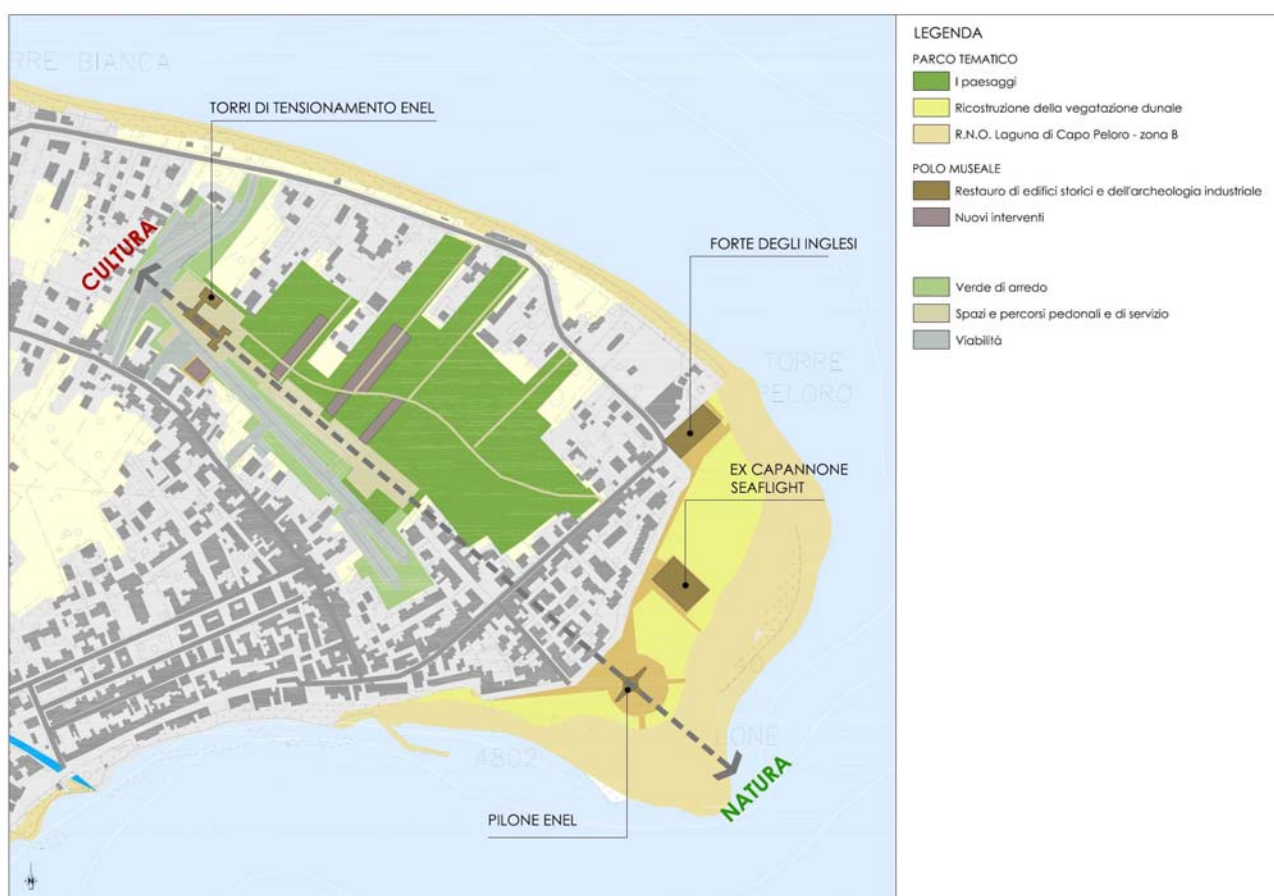 RRE BIANCA
TORRI DI TENSIONAMENTO ENEL
CULTURA
FORTE DEGLI INGLESI
TORRE
PELORO
EX CAPANNONE
SEAFLIGHT
4802
LONE
NATURA
PILONE ENEL
N
LEGENDA
PARCO TEMATICO
I paesaggi
Ricostruzione della vegatazione dunale
R.N.O. Laguna di Capo Peloro - zona B
POLO MUSEALE
Restauro di edifici storici e dell'archeologia industriale
Nuovi interventi
Verde di arredo
Spazi e percorsi pedonali e di servizio
Viabilità